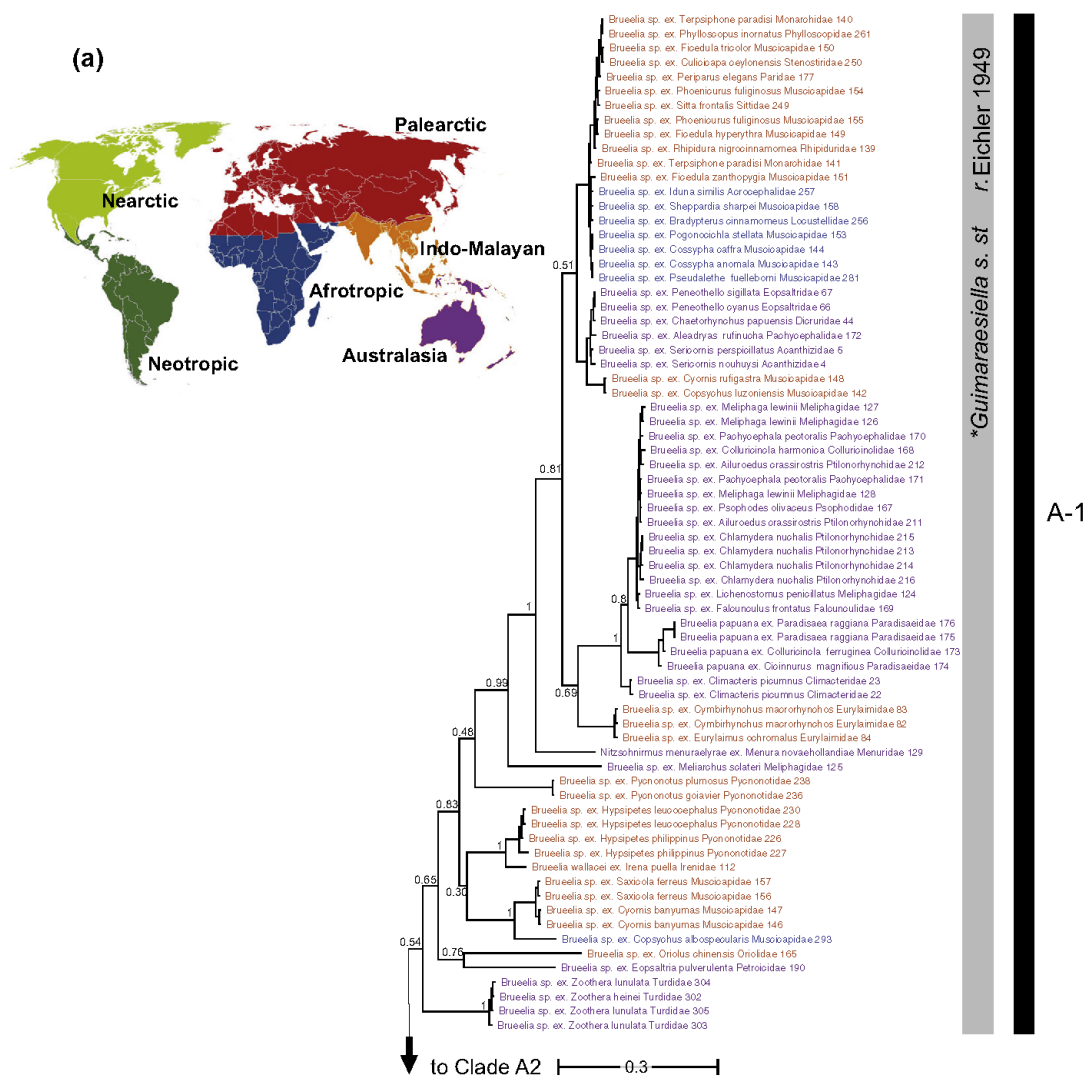 (a)
Palearctic
Nearctic
Indo-Malayan
Afrotropic
Neotropic
Australasia
Brueelia sp. ex. Terpsiphone paradisi Monarohidae 140
Brueelia sp. ex. Phylloscopus inornatus Phylloscopidae 261
Brueelia sp. ex. Ficedula tricolor Muscicapidae 150
Brueelia sp. ex. Culicicapa oeylonensis Stenostiridae 250
Brueelia sp. ex. Periparus elegans Paridae 177
Brueelia sp. ex. Phoenicurus fuliginosus Muscicapidae 154
Brueelia sp. ex. Sitta frontalis Sittidae 249
Brueelia sp. ex. Phoenicurus fuliginosus Muscicapidae 155
Brueelia sp. ex. Ficedula hyperythra Muscicapidae 149
Brueelia sp. ex. Rhipidura nigrocinnamomea Rhipiduridae 139
Brueelia sp. ex. Terpsiphone paradisi Monarohidae 141
Brueelia sp. ex. Ficedula zanthopygia Muscicapidae 151
Brueelia sp. ex. Iduna similis Acrocephalidae 257
Brueelia sp. ex. Sheppardia sharpei Muscicapidae 158
Brueelia sp. ex. Bradypterus cinnamomeus Locustellidae 256
Brueelia sp. ex. Pogonocichla stellata Muscicapidae 153
Brueelia sp. ex. Cossypha caffra Muscicapidae 144
Brueelia sp. ex. Cossypha anomala Muscicapidae 143
Brueelia sp. ex. Pseudalethe fuelleborni Muscicapidae 281
0.51
Brueelia sp. ex. Peneothello sigillata Eopsaltridae 67
Brueelia sp. ex. Peneothello cyanus Eopsaltridae 66
Brueelia sp. ex. Chaetorhynchus papuensis Dicruridae 44
Brueelia sp. ex. Aleadryas rufinucha Pachycephalidae 172
Brueelia sp. ex. Sericornis perspicillatus Acanthizidae 5
Brueelia sp. ex. Sericornis nouhuysi Acanthizidae 4
Brueelia sp. ex. Cyornis rufigastra Muscicapidae 148
Brueelia sp. ex. Copsychus luzoniensis Muscicapidae 142
Brueelia sp. ex. Meliphaga lewinii Meliphagidae 127
Brueelia sp. ex. Meliphaga lewinii Meliphagidae 126
Brueelia sp. ex. Pachycephala pectoralis Pachycephalidae 170
Brueelia sp. ex. Colluricincla harmonica Colluricinclidae 168
Brueelia sp. ex. Ailuroedus crassirostris Ptilonorhynchidae 212
0.81
Brueelia sp. ex. Pachycephala pectoralis Pachycephalidae 171
Brueelia sp. ex. Meliphaga lewinii Meliphagidae 128
Brueelia sp. ex. Psophodes olivaceus Psophodidae 167
Brueelia sp. ex. Ailuroedus orassirostris Ptilonorhynchidae 211
Brueelia sp. ex. Chlamydera nuchalis Ptilonorhynchidae 215
Brueelia sp. ex. Chlamydera nuchalis Ptilonorhynchidae 213
Brueelia sp. ex. Chlamydera nuchalis Ptilonorhynchidae 214
Brueelia sp. ex. Chlamydera nuchalis Ptilonorhynchidae 216
Brueelia sp. ex. Lichenostomus penicillatus Meliphagidae 124
0.8
Brueelia sp. ex. Falcunculus frontatus Falcunculidae 169
1
Brueelia papuana ex. Paradisaea raggiana Paradisaeidae 176
Brueelia papuana ex. Paradisaea raggiana Paradisaeidae 175
1
Brueelia papuana ex. Colluricincla ferruginea Colluricinclidae 173
Brueelia papuana ex. Cicinnurus magnificus Paradisaeidae 174
Brueelia sp. ex. Climacteris picumnus Climacteridae 23
0.99
0.69
Brueelia sp. ex. Climacteris picumnus Climacteridae 22
Brueelia sp. ex. Cymbirhynchus macrorhynchos Eurylaimidae 83
Brueelia sp. ex. Cymbirhynchus macrorhynchos Eurylaimidae 82
0.48
Brueelia sp. ex. Eurylaimus ochromalus Eurylaimidae 84
Nitzschnirmus menuraelyrae ex. Menura novaehollandiae Menuridae 129
Brueelia sp. ex. Meliarchus sclateri Meliphagidae 125
Brueelia sp. ex. Pycnonotus plumosus Pycnonotidae 238
Brueelia sp. ex. Pycnonotus goiavier Pycnonotidae 236
0.83
Brueelia sp. ex. Hypsipetes leucocephalus Pycnonotidae 230
Brueelia sp. ex. Hypsipetes leucocephalus Pycnonotidae 228
Brueelia sp. ex. Hypsipetes philippinus Pycnonotidae 226
1
Brueelia sp. ex. Hypsipetes philippinus Pycnonotidae 227
Brueelia wallacei ex. Irena puella Irenidae 112
0.65
0.30
Brueelia sp. ex. Saxicola ferreus Muscicapidae 157
Brueelia sp. ex. Saxicola ferreus Muscicapidae 156
1
Brueelia sp. ex. Cyornis banyumas Muscicapidae 147
Brueelia sp. ex. Cyornis banyumas Muscicapidae 146
Brueelia sp. ex. Copsychus albospecularis Muscicapidae 293
0.54
0.76
Brueelia sp. ex. Oriolus chinensis Oriolidae 165
Brueelia sp. ex. Eopsaltria pulverulenta Petroicidae 190
Brueelia sp. ex. Zoothera lunulata Turdidae 304
Brueelia sp. ex. Zoothera heinei Turdidae 302
1
Brueelia sp. ex. Zoothera lunulata Turdidae 305
Brueelia sp. ex. Zoothera lunulata Turdidae 303
to Clade A2
0.3
*Guimaraesiella s. st r. Eichler 1949
A-1